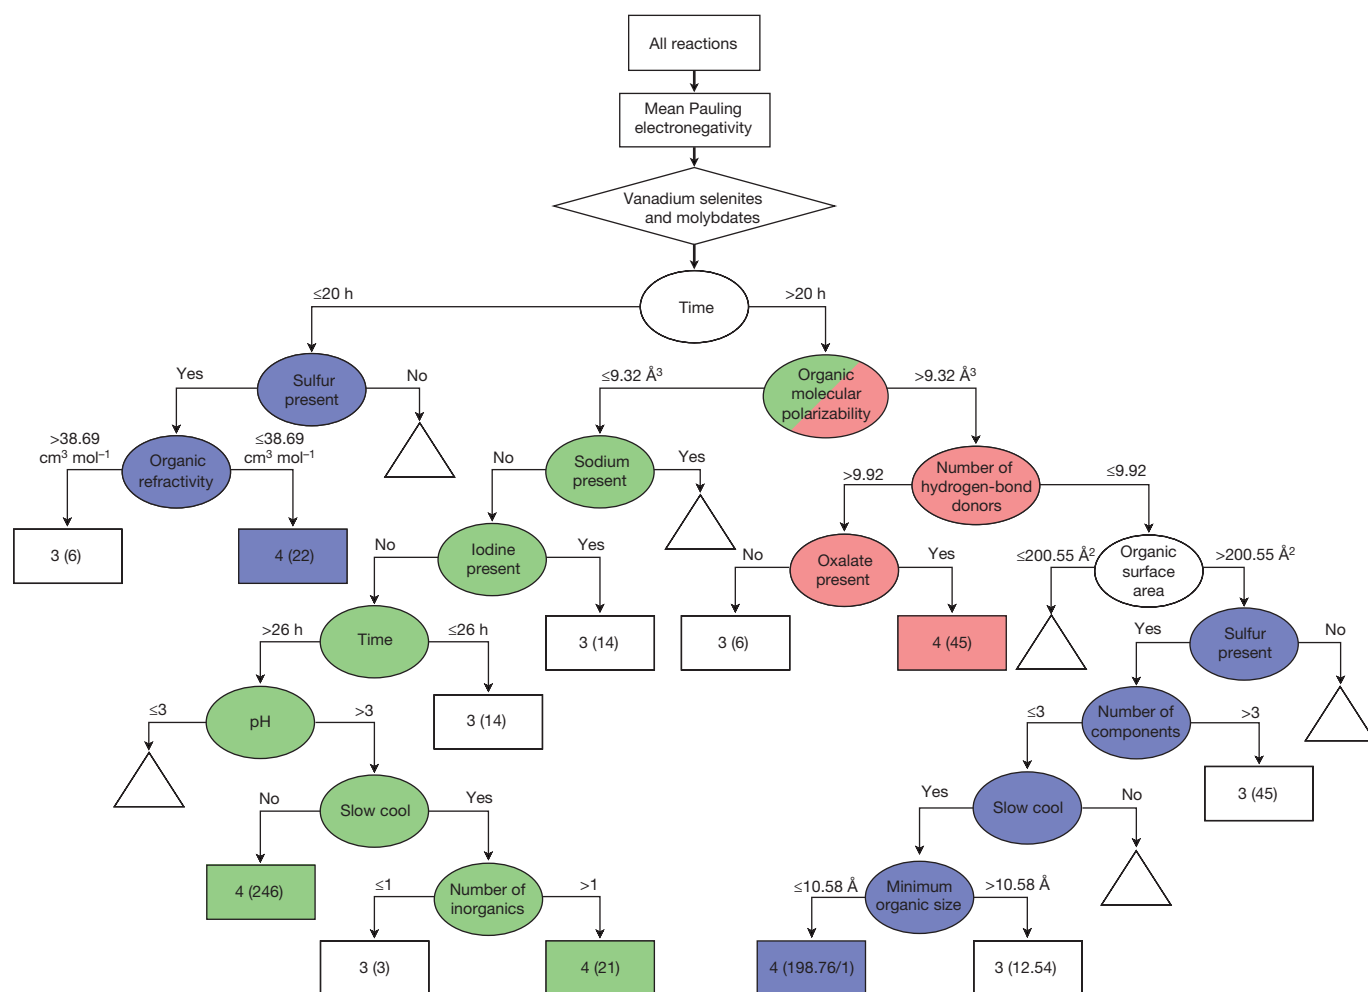 All reactions
Mean Pauling
electronegativity
Vanadium selenites
and molybdates
≤20 h
Time
>20 h
Yes
Sulfur
present
No
≤9.32 Å³
Organic
molecular
polarizability
>9.32 Å³
>38.69
cm³ mol⁻¹
Organic
refractivity
≤38.69
cm³ mol⁻¹
No
Sodium
present
Yes
>9.92
Number of
hydrogen-bond
donors
≤9.92
3 (6)
4 (22)
No
Iodine
present
Yes
No
Oxalate
present
Yes
≤200.55 Å²
Organic
surface
area
>200.55 Å²
>26 h
Time
≤26 h
3 (14)
3 (6)
4 (45)
Yes
Sulfur
present
No
≤3
pH
>3
3 (14)
≤3
Number of
components
>3
No
Slow cool
Yes
Yes
Slow cool
No
3 (45)
4 (246)
≤1
Number of
inorganics
>1
≤10.58 Å
Minimum
organic size
>10.58 Å
3 (3)
4 (21)
4 (198.76/1)
3 (12.54)